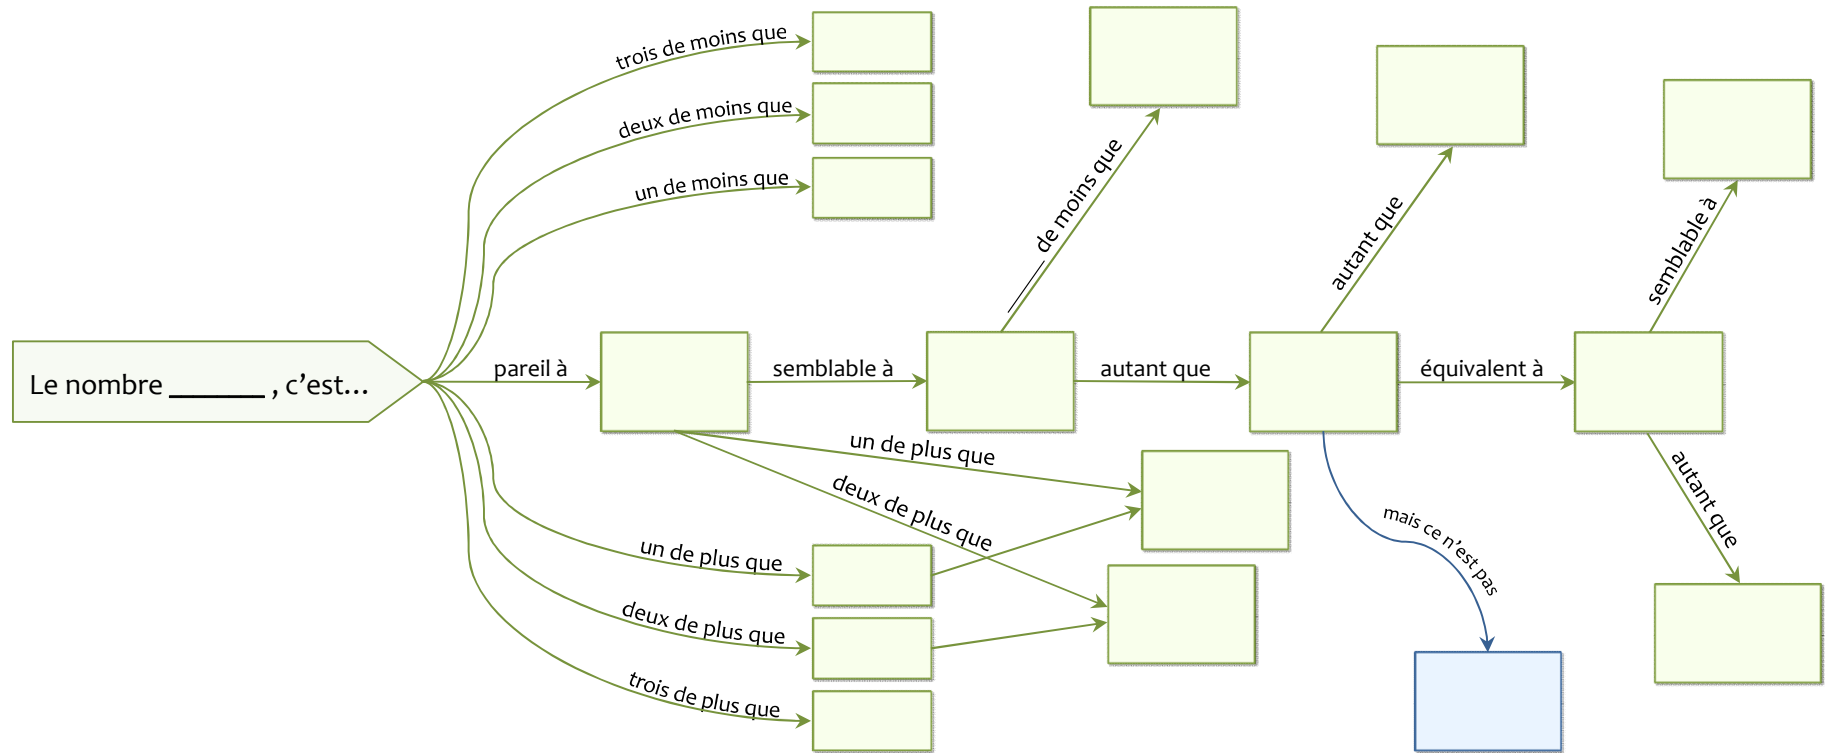 trois de moins que
deux de moins que
un de moins que
___ de moins que
autant que
semblable à
Le nombre ______ , c’est...
pareil à
semblable à
autant que
équivalent à
un de plus que
deux de plus que
autant que
mais ce n’est pas
un de plus que
deux de plus que
trois de plus que